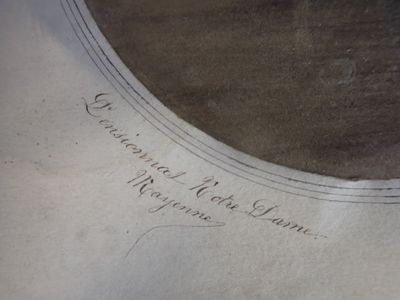 Pensionnat Notre Dame.
Mayenne